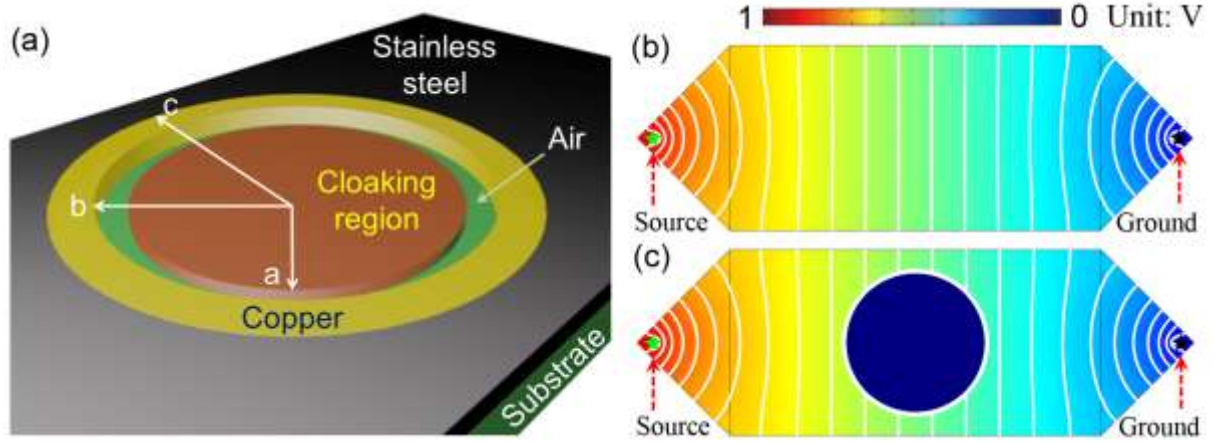 (a)
Stainless
steel
c
Air
Cloaking
region
b
a
Copper
Substrate
1 0 Unit: V
(b)
Source Ground
(c)
Source Ground